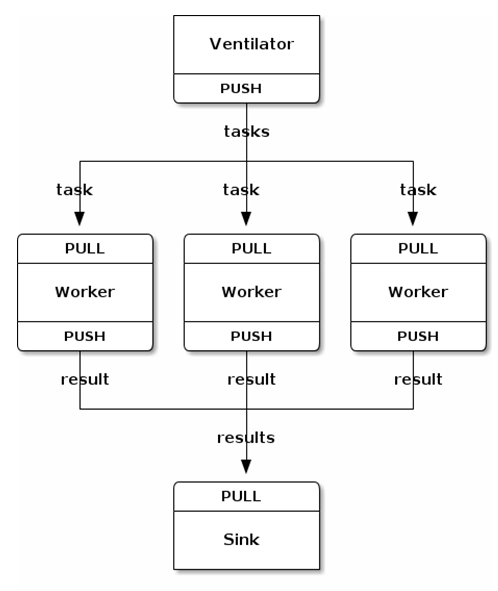 Ventilator
PUSH
tasks
task task task
PULL PULL PULL
Worker Worker Worker
PUSH PUSH PUSH
result result result
results
PULL
Sink